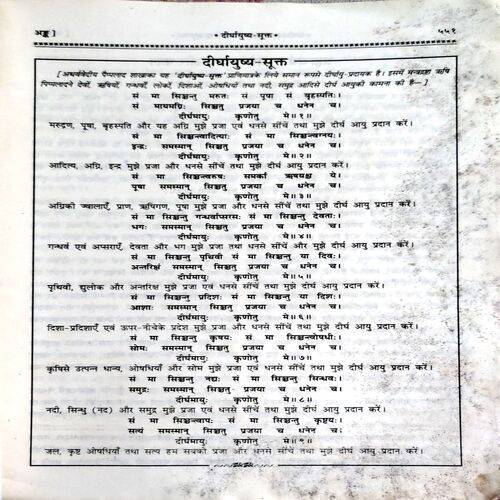 अङ्क ]
• दीर्घायुष्य-सूक्त •
५५१
दीर्घायुष्य-सूक्त
[ अथर्ववेदीय पैप्पलाद शाखाका यह 'दीर्घायुष्य-सूक्त' प्राणिमात्रके लिये समान रूपसे दीर्घायु-प्रदायक है। इसमें मन्त्रद्रष्टा ऋषि
पिप्पलादने देवों, ऋषियों, गन्धर्वों, लोकों, दिशाओं, ओषधियों तथा नदी, समुद्र आदिसे दीर्घ आयुकी कामना की है— ]
सं मा सिञ्चन्तु मरुतः सं पूषा सं बृहस्पतिः।
सं मायमग्निः सिञ्चतु प्रजया च धनेन च।
दीर्घमायुः कृणोतु मे॥ १॥
मरुद्गण, पूषा, बृहस्पति और यह अग्नि मुझे प्रजा और धनसे सींचें तथा मुझे दीर्घ आयु प्रदान करें।
सं मा सिञ्चन्त्वादित्याः सं मा सिञ्चन्त्वग्नयः।
इन्द्रः समस्मान् सिञ्चतु प्रजया च धनेन च।
दीर्घमायुः कृणोतु मे॥ २॥
आदित्य, अग्नि, इन्द्र मुझे प्रजा और धनसे सींचें तथा मुझे दीर्घ आयु प्रदान करें।
सं मा सिञ्चन्त्वरुषः समर्का ऋषयश्च ये।
पूषा समस्मान् सिञ्चतु प्रजया च धनेन च।
दीर्घमायुः कृणोतु मे॥ ३॥
अग्निकी ज्वालाएँ, प्राण, ऋषिगण, पूषा मुझे प्रजा और धनसे सींचें तथा मुझे दीर्घ आयु प्रदान करें।
सं मा सिञ्चन्तु गन्धर्वाप्सरसः सं मा सिञ्चन्तु देवताः।
भगः समस्मान् सिञ्चतु प्रजया च धनेन च।
दीर्घमायुः कृणोतु मे॥ ४॥
गन्धर्व एवं अप्सराएँ, देवता और भग मुझे प्रजा और धनसे सींचें तथा मुझे दीर्घ आयु प्रदान करें।
सं मा सिञ्चतु पृथिवी सं मा सिञ्चन्तु या दिवः।
अन्तरिक्षं समस्मान् सिञ्चतु प्रजया च धनेन च।
दीर्घमायुः कृणोतु मे॥ ५॥
पृथिवी, द्युलोक और अन्तरिक्ष मुझे प्रजा और धनसे सींचें तथा मुझे दीर्घ आयु प्रदान करें।
सं मा सिञ्चन्तु प्रदिशः सं मा सिञ्चन्तु या दिशः।
आशाः समस्मान् सिञ्चन्तु प्रजया च धनेन च।
दीर्घमायुः कृणोतु मे॥ ६॥
दिशा-प्रदिशाएँ एवं ऊपर-नीचेके प्रदेश मुझे प्रजा और धनसे सींचें तथा मुझे दीर्घ आयु प्रदान करें।
सं मा सिञ्चन्तु कृषयः सं मा सिञ्चन्त्वोषधीः।
सोमः समस्मान् सिञ्चतु प्रजया च धनेन च।
दीर्घमायुः कृणोतु मे॥ ७॥
कृषिसे उत्पन्न धान्य, ओषधियाँ और सोम मुझे प्रजा एवं धनसे सींचें तथा मुझे दीर्घ आयु प्रदान करें।
सं मा सिञ्चन्तु नद्यः सं मा सिञ्चन्तु सिन्धवः।
समुद्रः समस्मान् सिञ्चतु प्रजया च धनेन च।
दीर्घमायुः कृणोतु मे॥ ८॥
नदी, सिन्धु (नद) और समुद्र मुझे प्रजा एवं धनसे सींचें तथा मुझे दीर्घ आयु प्रदान करें।
सं मा सिञ्चन्त्वापः सं मा सिञ्चन्तु कृष्टयः।
सत्यं समस्मान् सिञ्चतु प्रजया च धनेन च।
दीर्घमायुः कृणोतु मे॥ ९॥
जल, कृष्ट ओषधियाँ तथा सत्य हम सबको प्रजा और धनसे सींचें तथा मुझे दीर्घ आयु प्रदान करें।